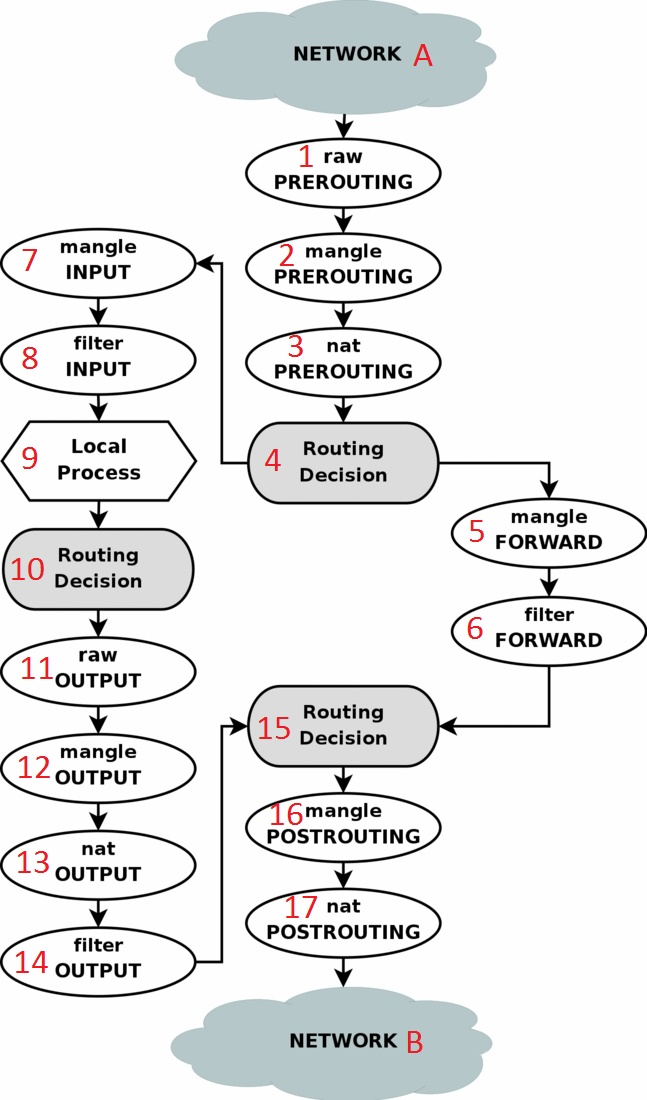 NETWORK A
1 raw
PREROUTING
2 mangle
PREROUTING
3 nat
PREROUTING
4 Routing
Decision
5 mangle
FORWARD
6 filter
FORWARD
7 mangle
INPUT
8 filter
INPUT
9 Local
Process
10 Routing
Decision
11 raw
OUTPUT
12 mangle
OUTPUT
13 nat
OUTPUT
14 filter
OUTPUT
15 Routing
Decision
16 mangle
POSTROUTING
17 nat
POSTROUTING
NETWORK B